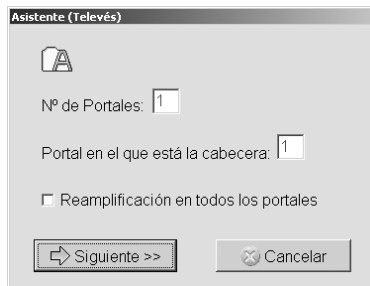 Asistente (Televés)
Nº de Portales: 1
Portal en el que está la cabecera: 1
Reamplificación en todos los portales
Siguiente >>
Cancelar